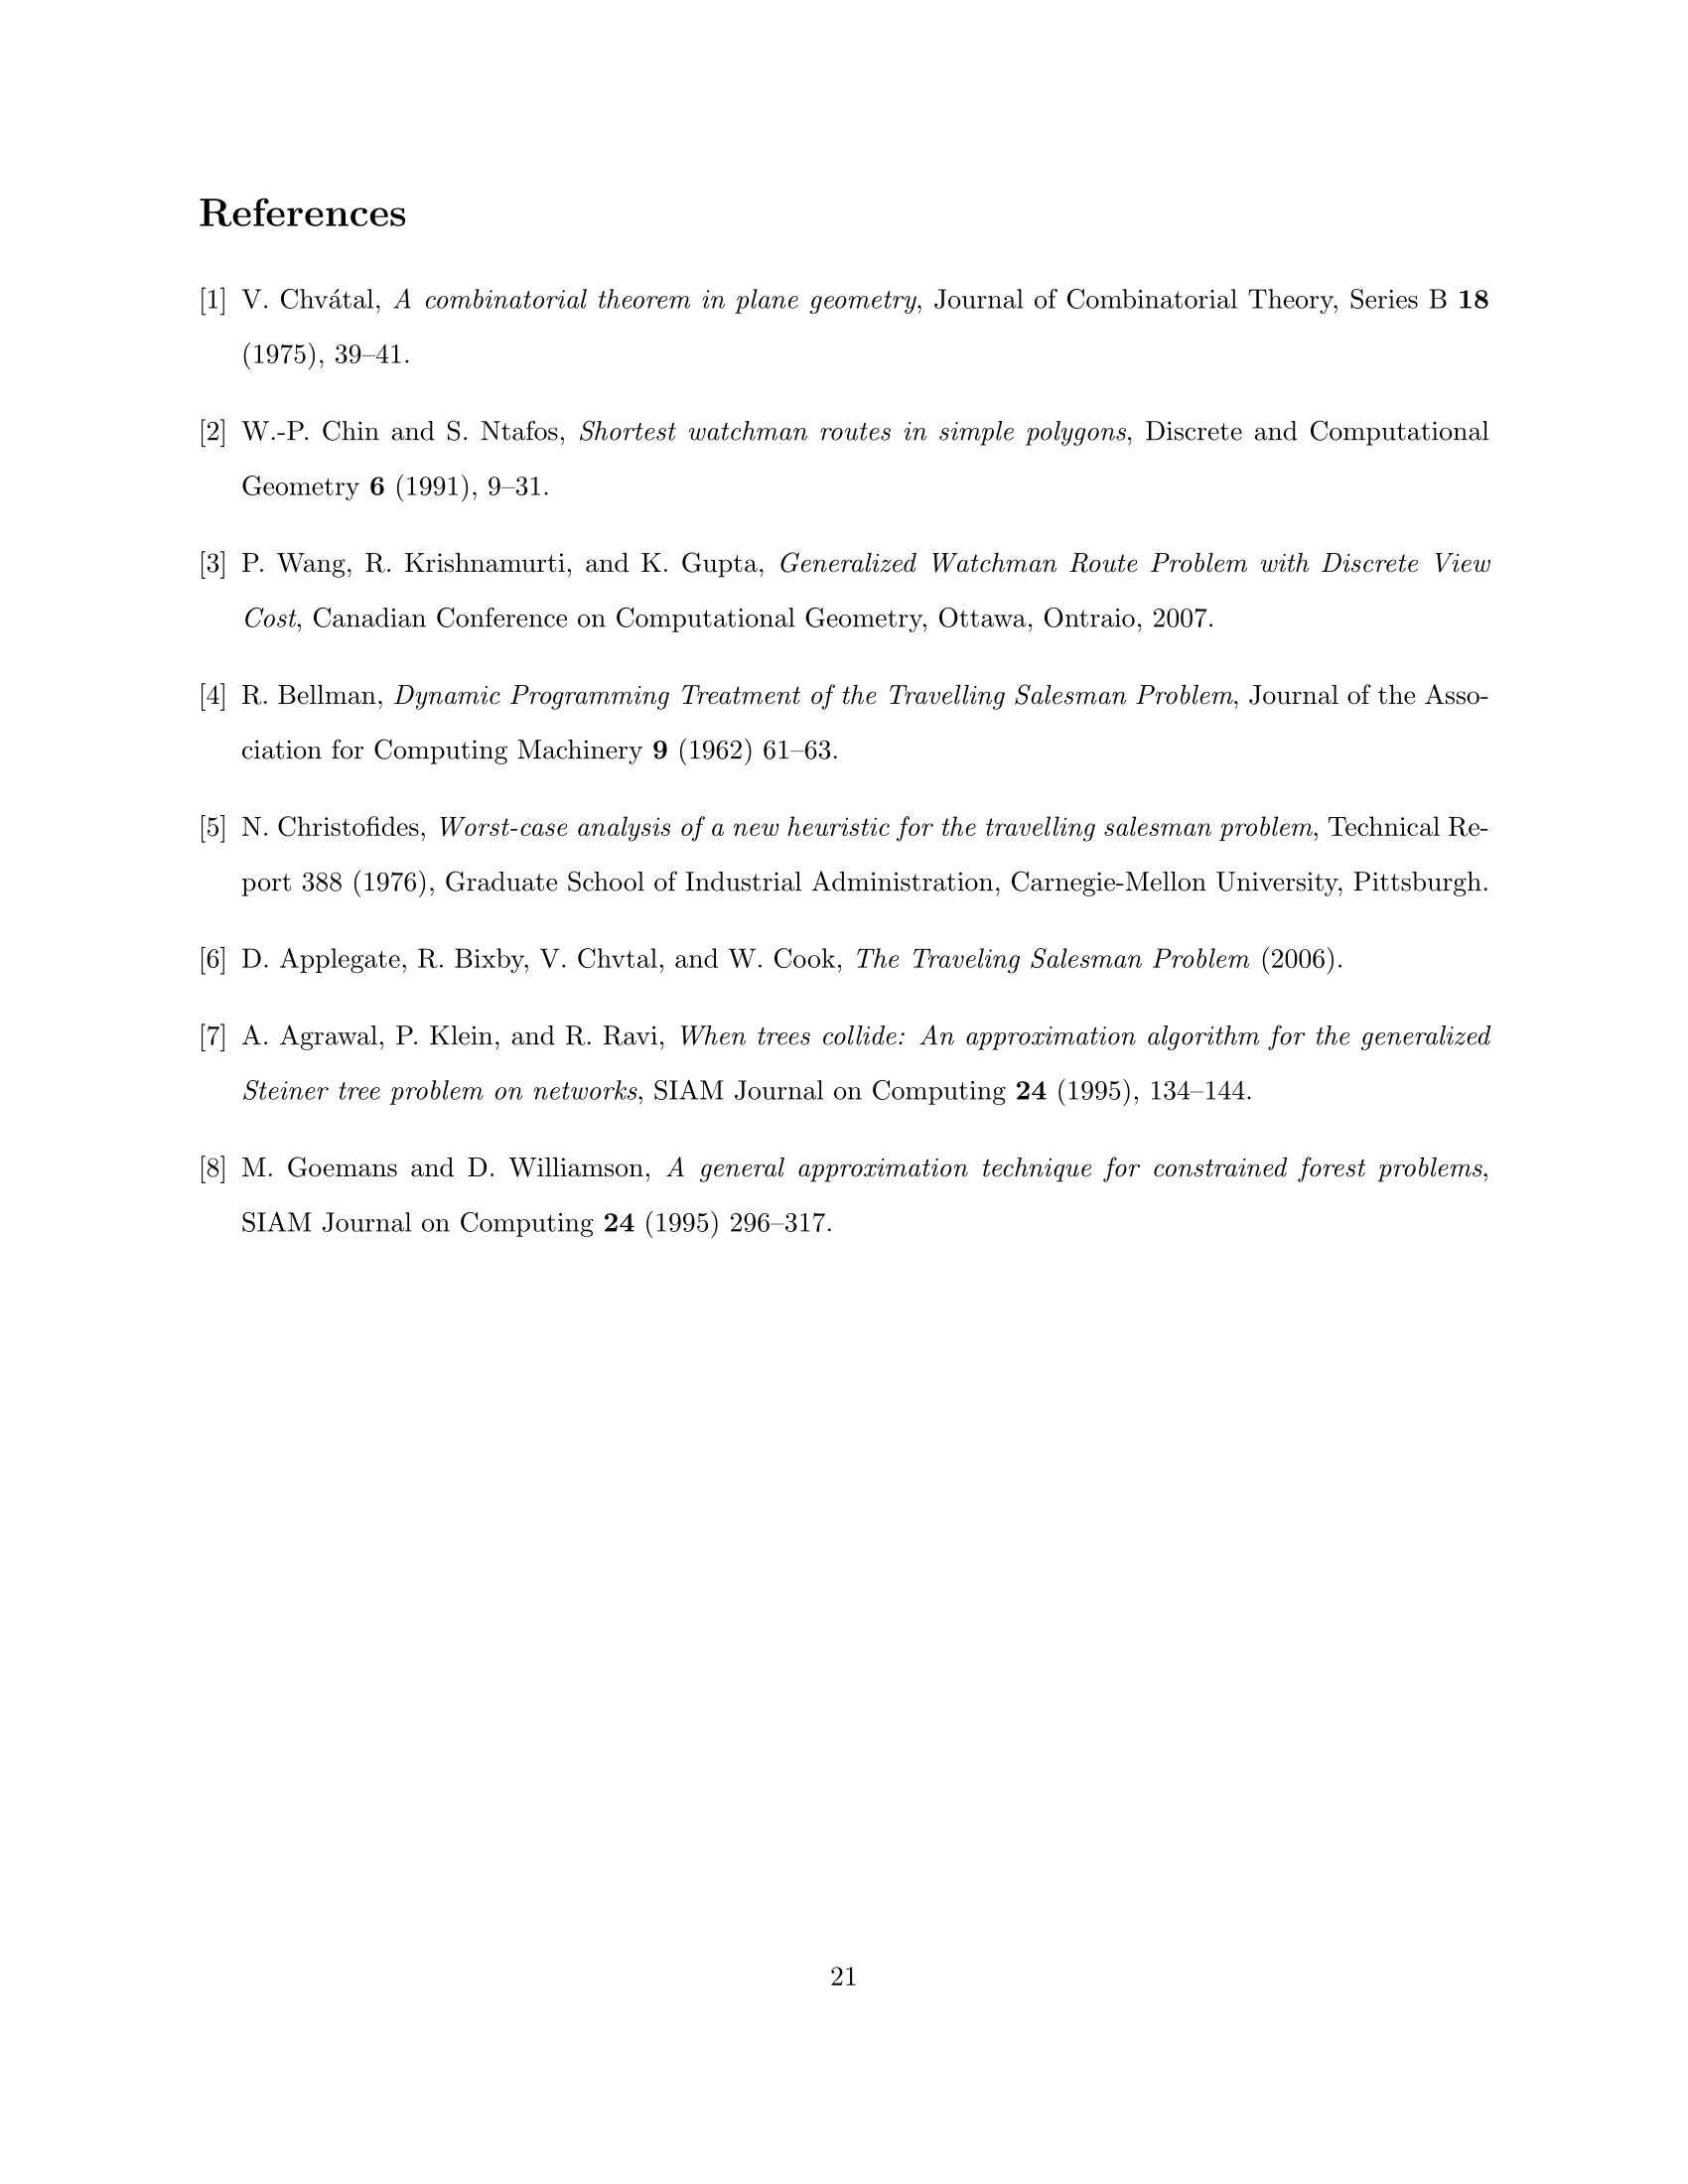 References
[1] V. Chvátal, A combinatorial theorem in plane geometry, Journal of Combinatorial Theory, Series B 18
(1975), 39–41.
[2] W.-P. Chin and S. Ntafos, Shortest watchman routes in simple polygons, Discrete and Computational
Geometry 6 (1991), 9–31.
[3] P. Wang, R. Krishnamurti, and K. Gupta, Generalized Watchman Route Problem with Discrete View
Cost, Canadian Conference on Computational Geometry, Ottawa, Ontraio, 2007.
[4] R. Bellman, Dynamic Programming Treatment of the Travelling Salesman Problem, Journal of the Asso-
ciation for Computing Machinery 9 (1962) 61–63.
[5] N. Christofides, Worst-case analysis of a new heuristic for the travelling salesman problem, Technical Re-
port 388 (1976), Graduate School of Industrial Administration, Carnegie-Mellon University, Pittsburgh.
[6] D. Applegate, R. Bixby, V. Chvtal, and W. Cook, The Traveling Salesman Problem (2006).
[7] A. Agrawal, P. Klein, and R. Ravi, When trees collide: An approximation algorithm for the generalized
Steiner tree problem on networks, SIAM Journal on Computing 24 (1995), 134–144.
[8] M. Goemans and D. Williamson, A general approximation technique for constrained forest problems,
SIAM Journal on Computing 24 (1995) 296–317.
21